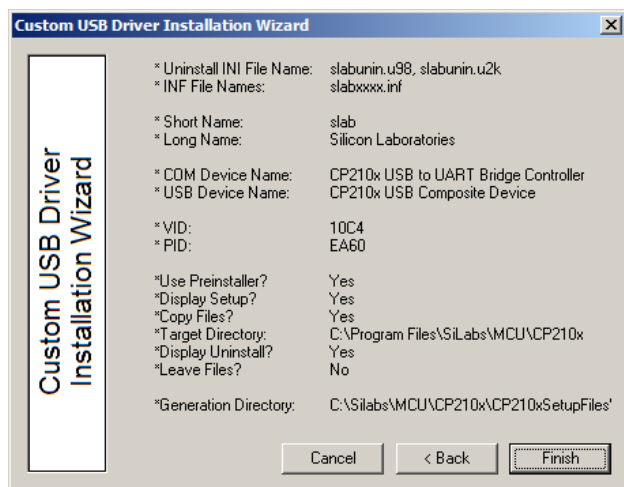 Custom USB Driver Installation Wizard
Custom USB Driver
Installation Wizard
* Uninstall INI File Name: slabunin.u98, slabunin.u2k
* INF File Names: slabxxxx.inf
* Short Name: slab
* Long Name: Silicon Laboratories
* COM Device Name: CP210x USB to UART Bridge Controller
* USB Device Name: CP210x USB Composite Device
* VID: 10C4
* PID: EA60
*Use Preinstaller? Yes
*Display Setup? Yes
*Copy Files? Yes
*Target Directory: C:\Program Files\SiLabs\MCU\CP210x
*Display Uninstall? Yes
*Leave Files? No
*Generation Directory: C:\Silabs\MCU\CP210x\CP210xSetupFiles'
Cancel
< Back
Finish